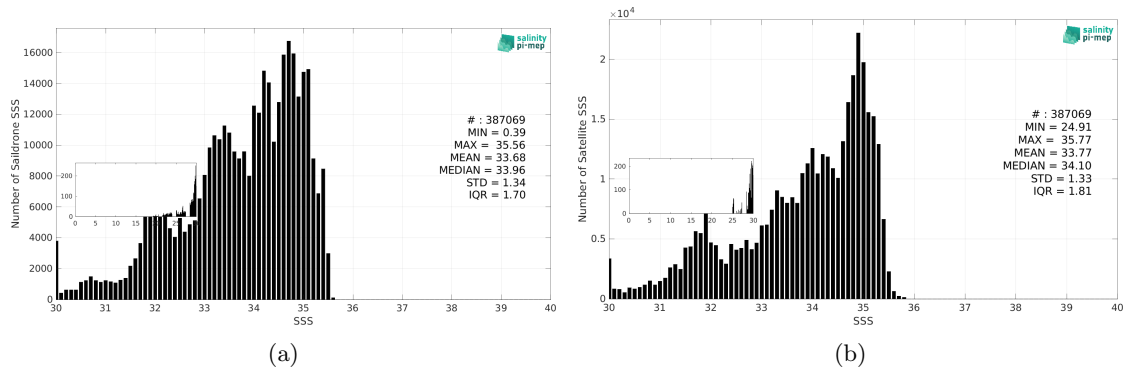 salinity
pi-mep
Number of Saildrone SSS
16000
14000
12000
10000
8000
6000
4000
2000
0
# : 387069
MIN = 0.39
MAX = 35.56
MEAN = 33.68
MEDIAN = 33.96
STD = 1.34
IQR = 1.70
200
100
0
0 5 10 15 20 25 30
30 31 32 33 34 35 36 37 38 39 40
SSS
(a)
×10⁴
salinity
pi-mep
Number of Satellite SSS
2
1.5
1
0.5
0
# : 387069
MIN = 24.91
MAX = 35.77
MEAN = 33.77
MEDIAN = 34.10
STD = 1.33
IQR = 1.81
200
100
0
0 5 10 15 20 25 30
30 31 32 33 34 35 36 37 38 39 40
SSS
(b)